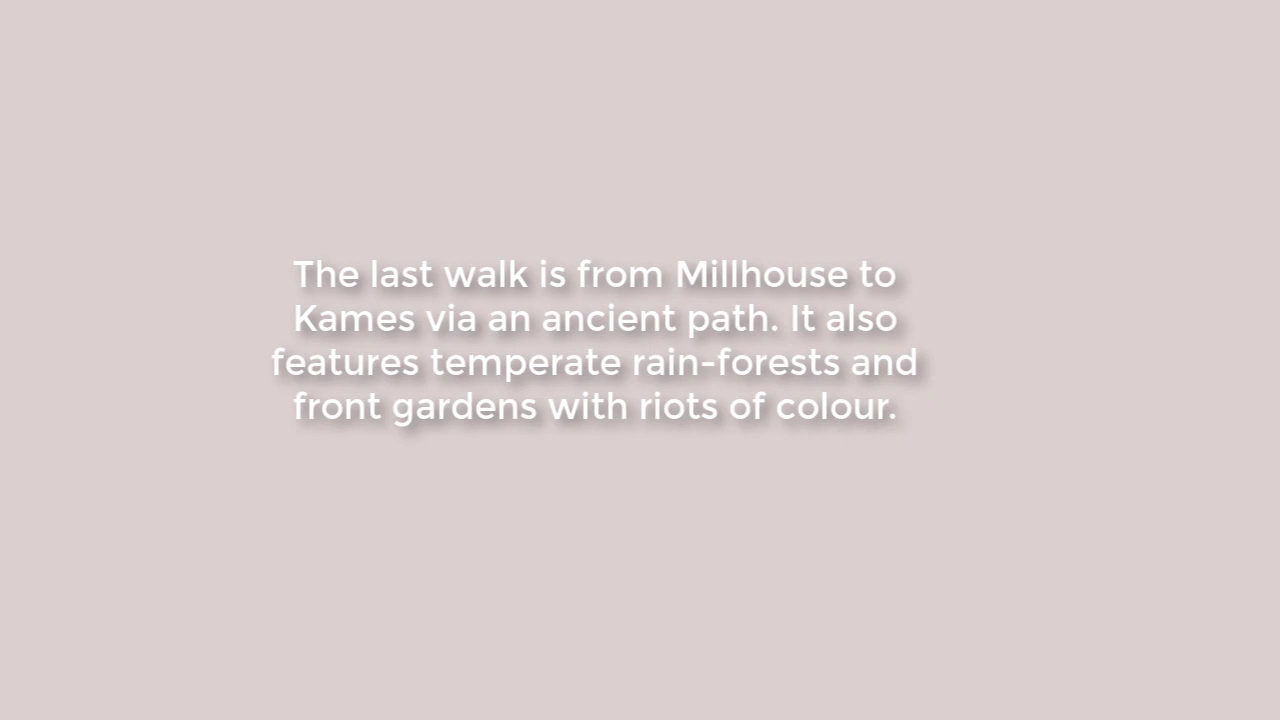 The last walk is from Millhouse to
Kames via an ancient path. It also
features temperate rain-forests and
front gardens with riots of colour.